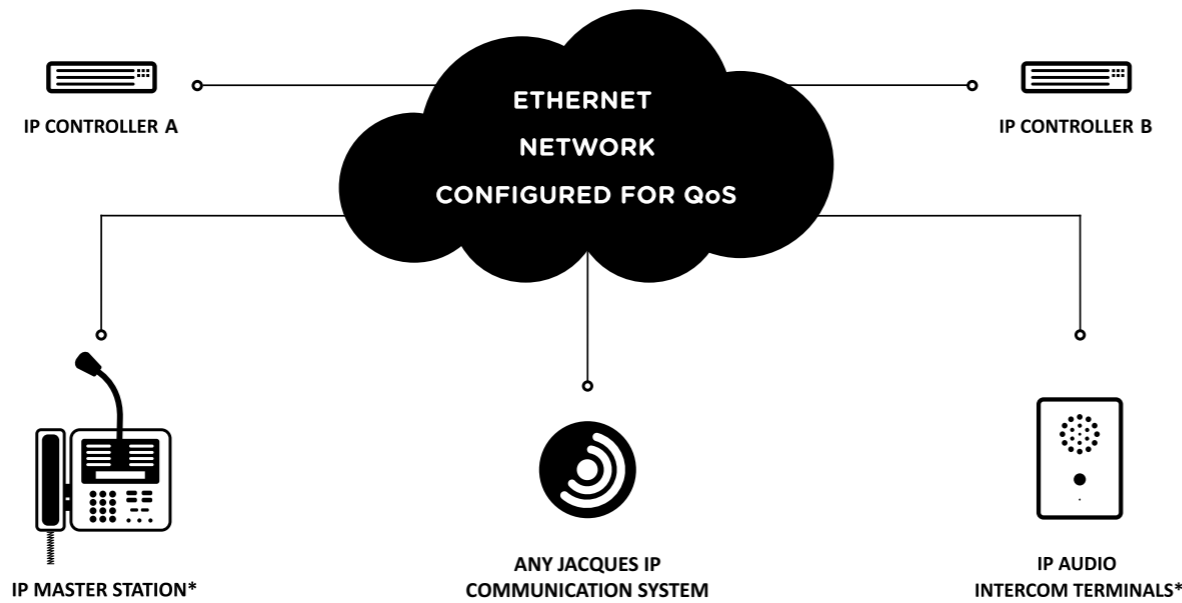 ETHERNET
NETWORK
CONFIGURED FOR QoS
IP CONTROLLER A
IP CONTROLLER B
IP MASTER STATION*
ANY JACQUES IP
COMMUNICATION SYSTEM
IP AUDIO
INTERCOM TERMINALS*